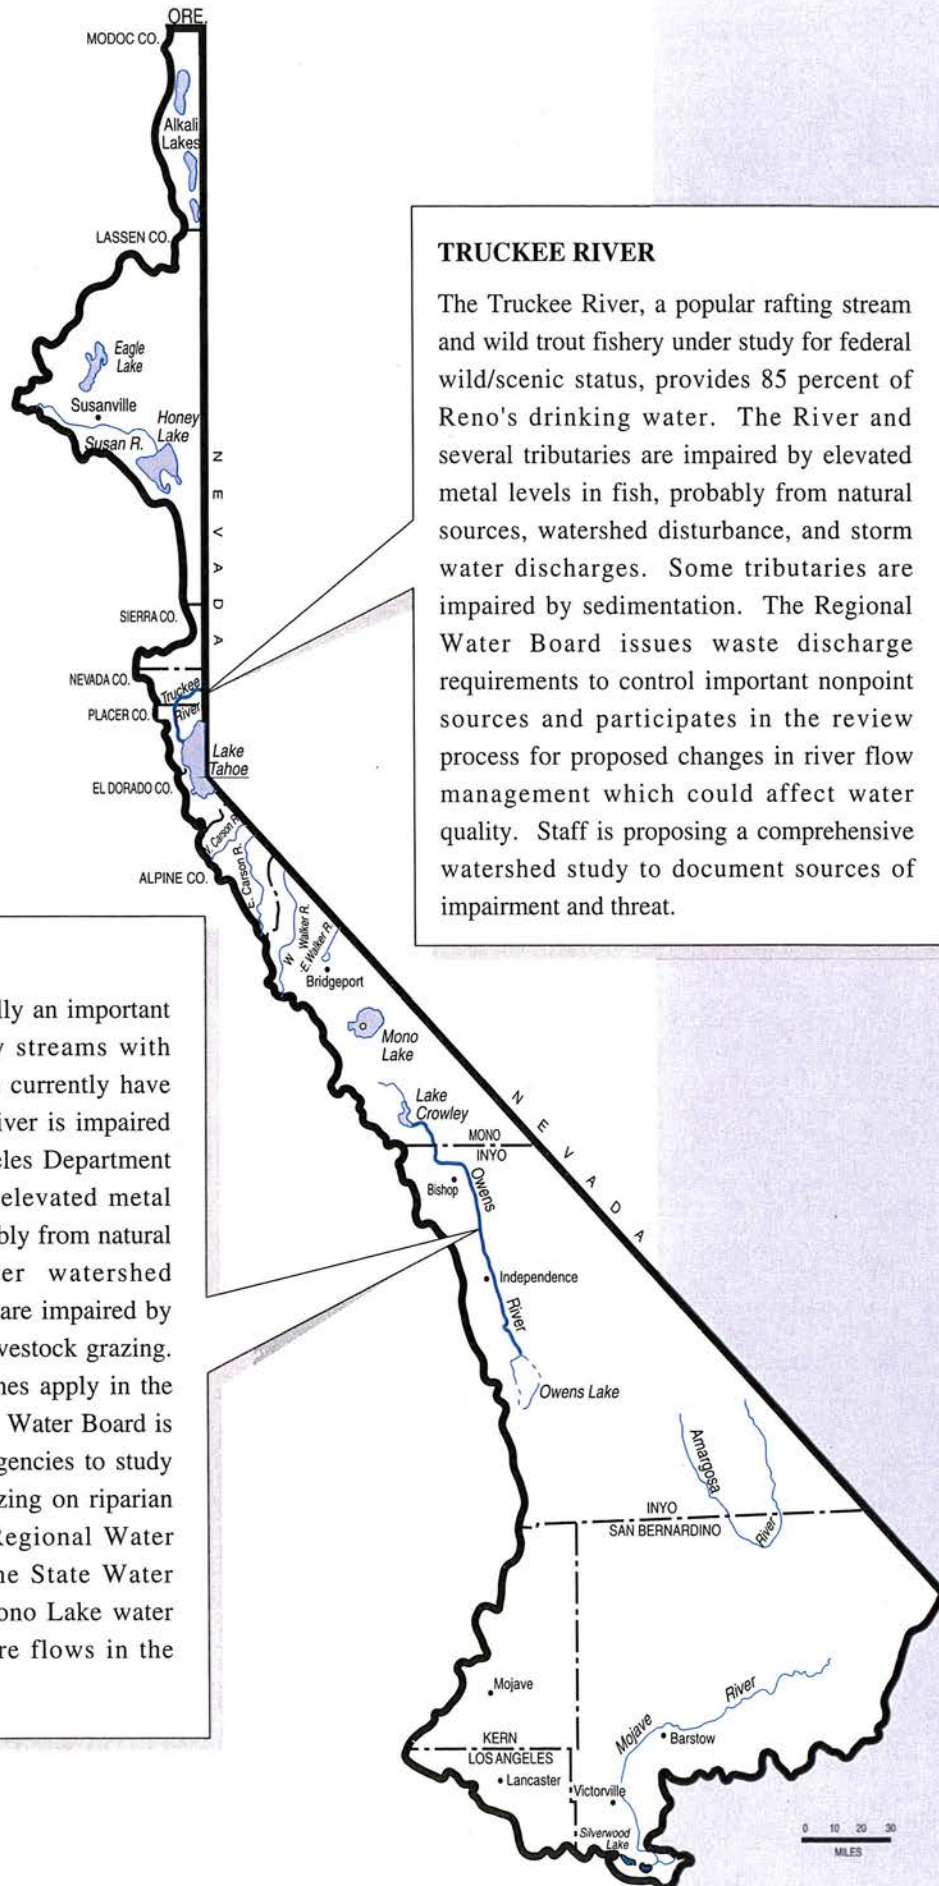 ORE.
MODOC CO.
Alkali
Lakes
LASSEN CO.
Eagle
Lake
Susanville
Honey
Lake
Susan R.
NEVADA
SIERRA CO.
NEVADA CO.
Truckee
River
PLACER CO.
Lake
Tahoe
EL DORADO CO.
W. Carson R.
E. Carson R.
ALPINE CO.
W Walker R.
E. Walker R.
Bridgeport
Mono
Lake
Lake
Crowley
NEVADA
MONO
INYO
Bishop
Owens
River
Independence
Owens Lake
Amargosa
River
INYO
SAN BERNARDINO
Mojave
KERN
LOS ANGELES
Lancaster
Mojave
River
Barstow
Victorville
Silverwood
Lake
0 10 20 30
MILES
TRUCKEE RIVER
The Truckee River, a popular rafting stream
and wild trout fishery under study for federal
wild/scenic status, provides 85 percent of
Reno's drinking water. The River and
several tributaries are impaired by elevated
metal levels in fish, probably from natural
sources, watershed disturbance, and storm
water discharges. Some tributaries are
impaired by sedimentation. The Regional
Water Board issues waste discharge
requirements to control important nonpoint
sources and participates in the review
process for proposed changes in river flow
management which could affect water
quality. Staff is proposing a comprehensive
watershed study to document sources of
impairment and threat.
lly an important
streams with
currently have
iver is impaired
eles Department
elevated metal
bly from natural
er watershed
are impaired by
vestock grazing.
nes apply in the
Water Board is
gencies to study
zing on riparian
Regional Water
ne State Water
ono Lake water
re flows in the